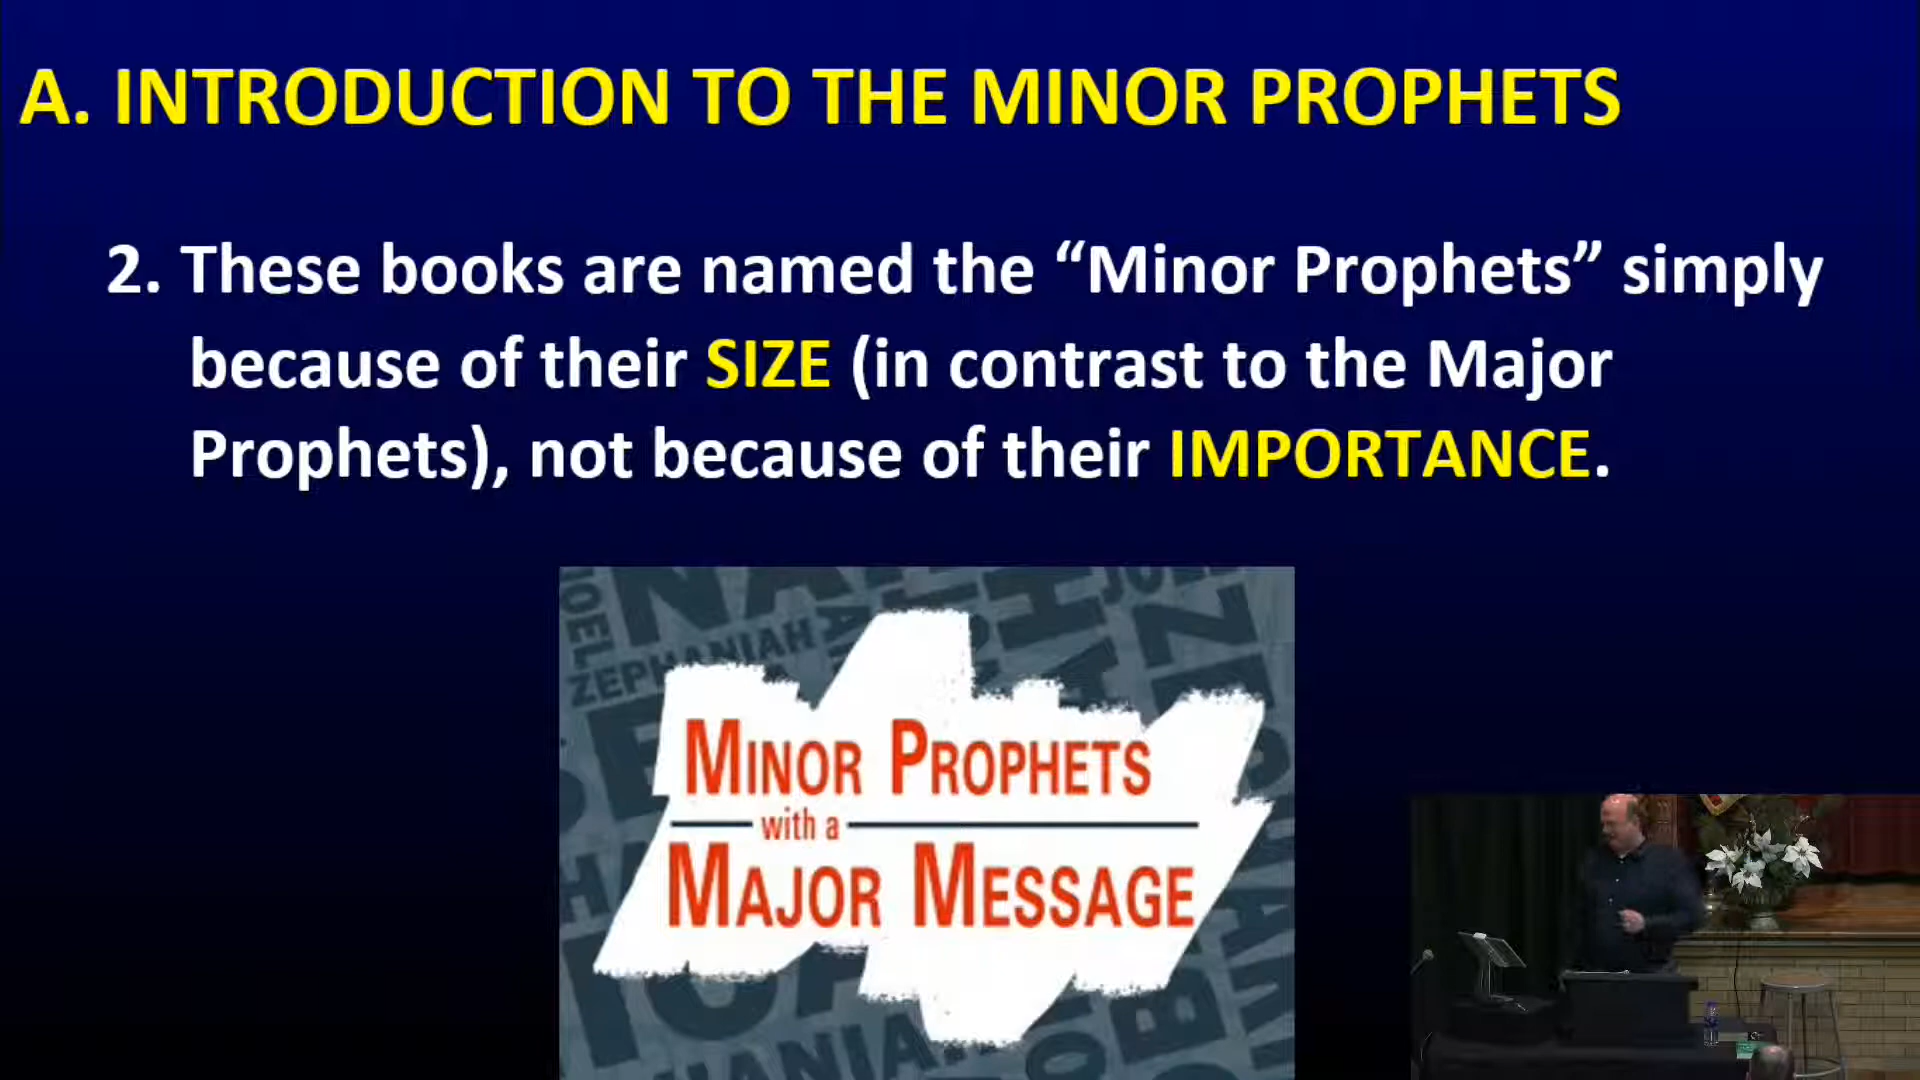 A. INTRODUCTION TO THE MINOR PROPHETS
2. These books are named the “Minor Prophets” simply
because of their SIZE (in contrast to the Major
Prophets), not because of their IMPORTANCE.
JOEL
ZEPHANIAH
MINOR PROPHETS
with a
MAJOR MESSAGE